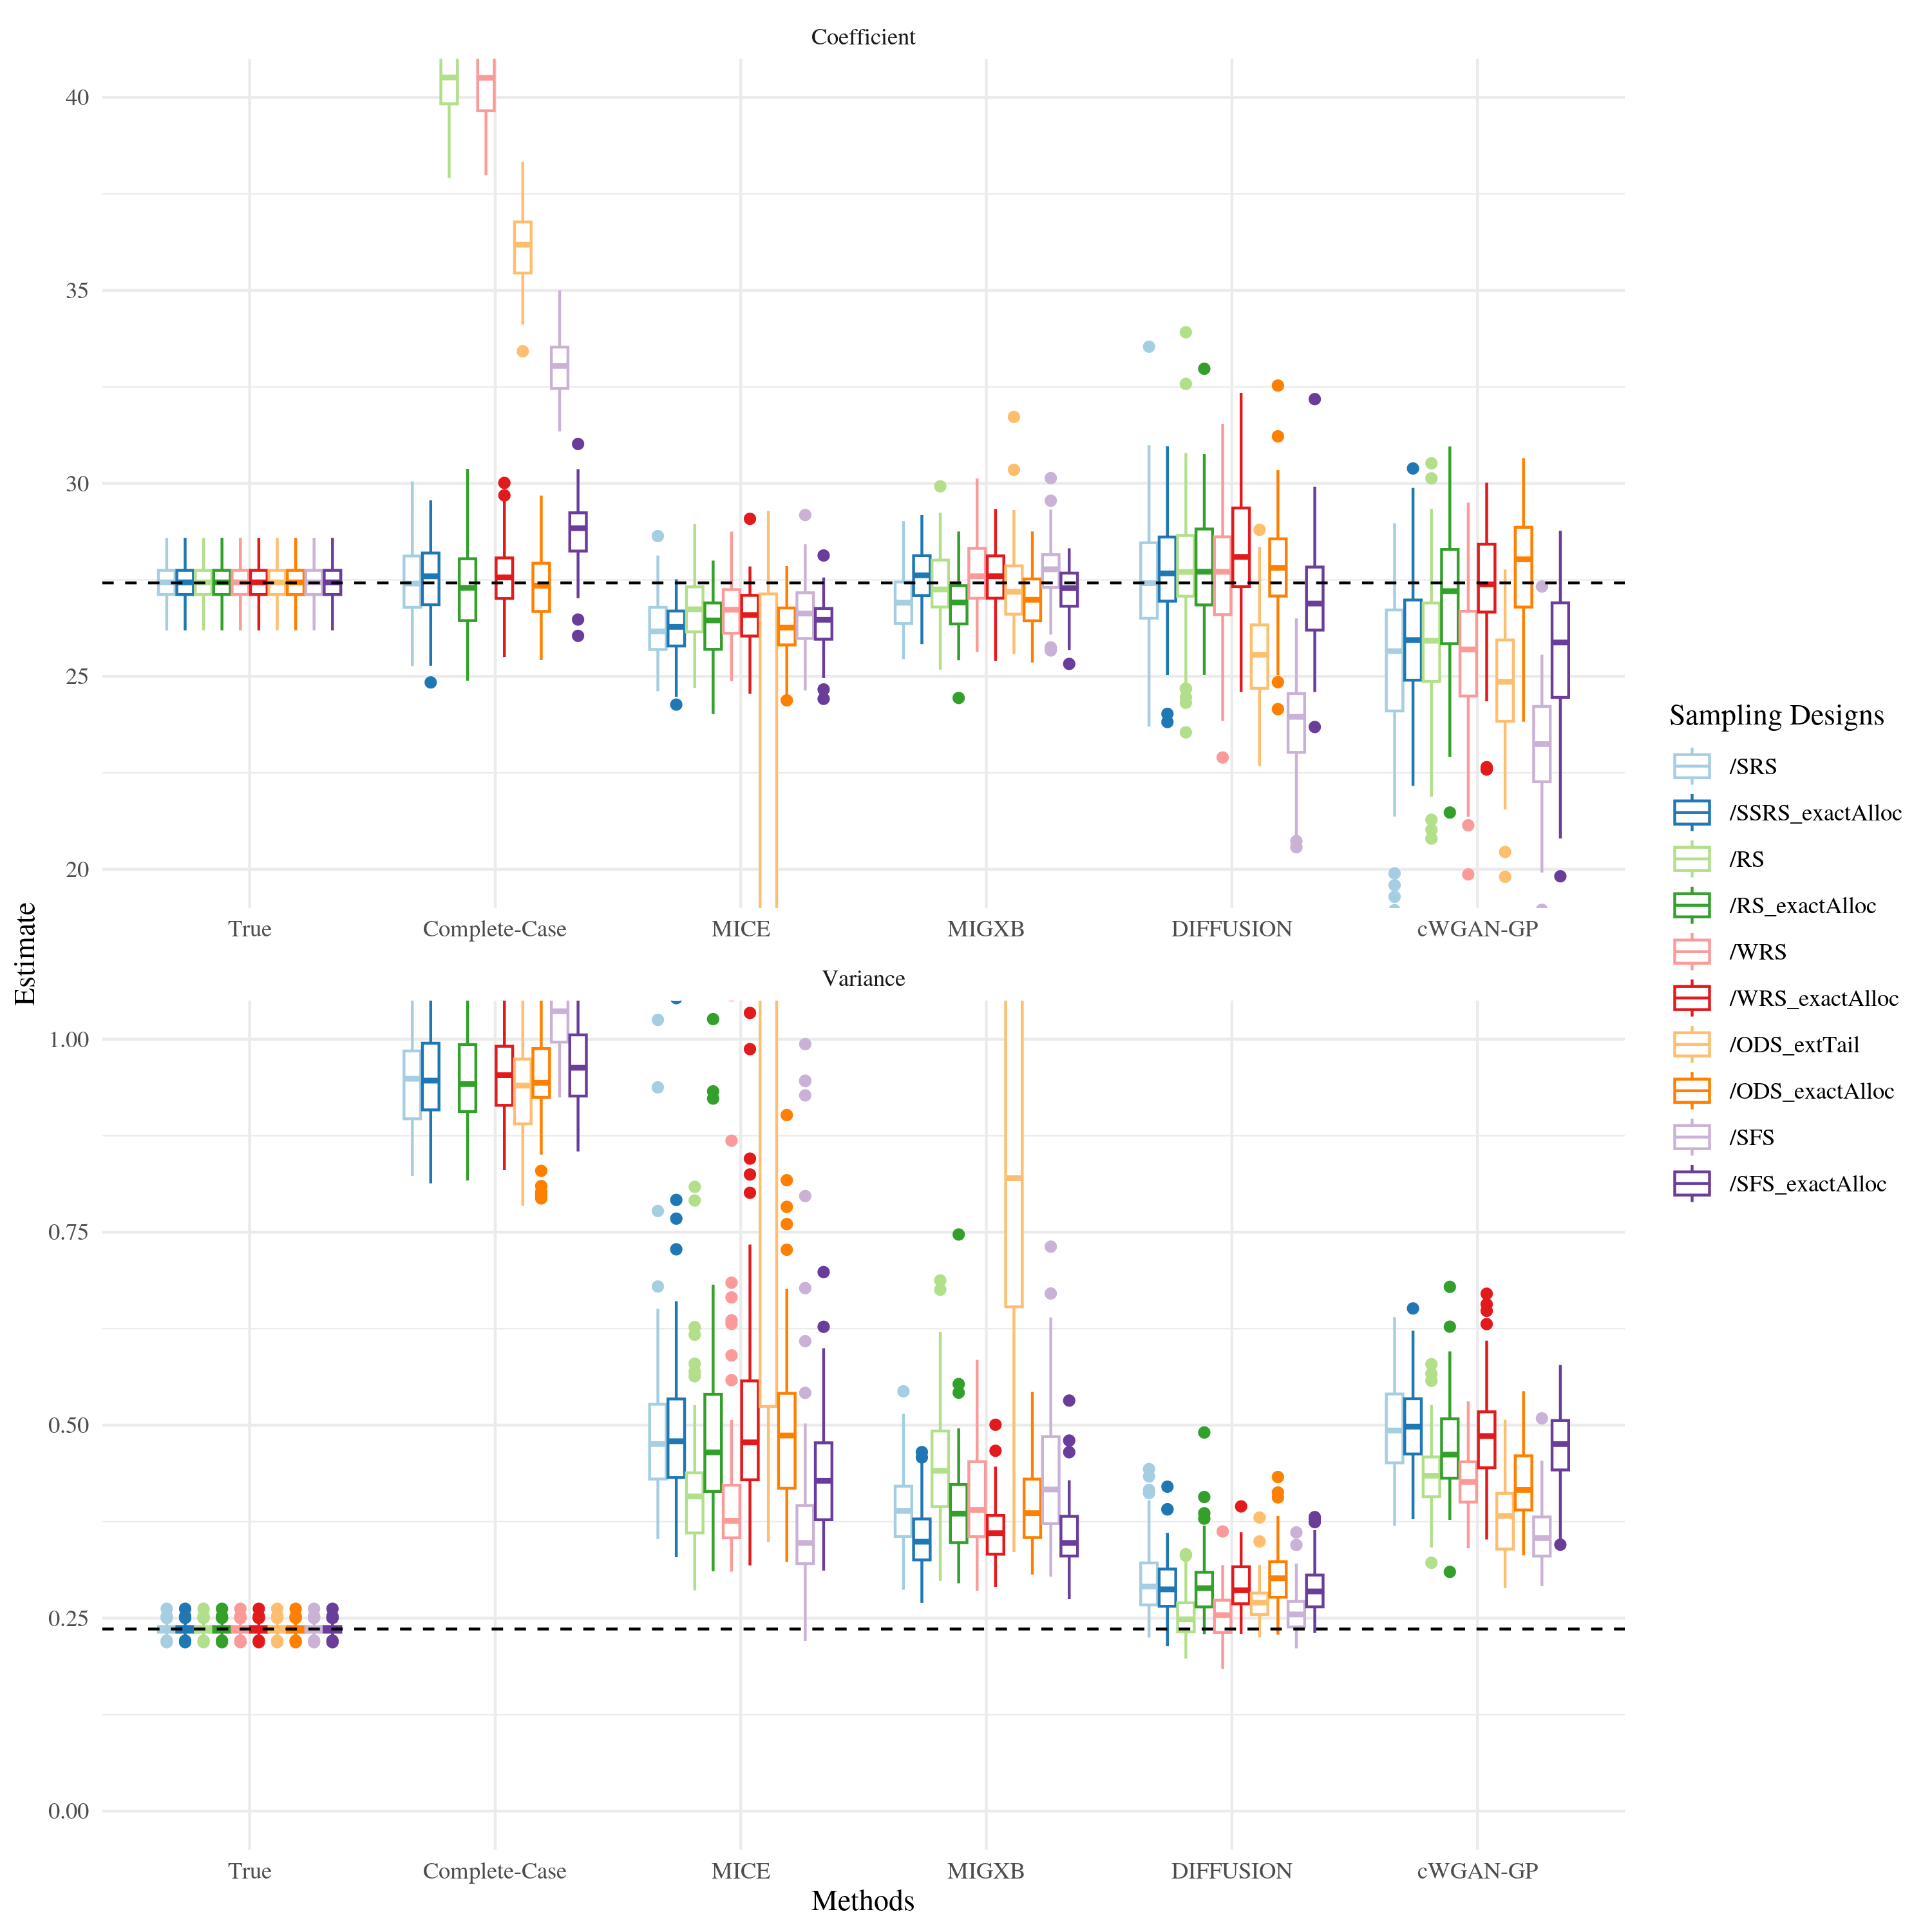 Coefficient
40
35
30
25
20
True Complete-Case MICE MIGXB DIFFUSION cWGAN-GP
Estimate
Variance
1.00
0.75
0.50
0.25
0.00
True Complete-Case MICE MIGXB DIFFUSION cWGAN-GP
Methods
Sampling Designs
/SRS
/SSRS_exactAlloc
/RS
/RS_exactAlloc
/WRS
/WRS_exactAlloc
/ODS_extTail
/ODS_exactAlloc
/SFS
/SFS_exactAlloc